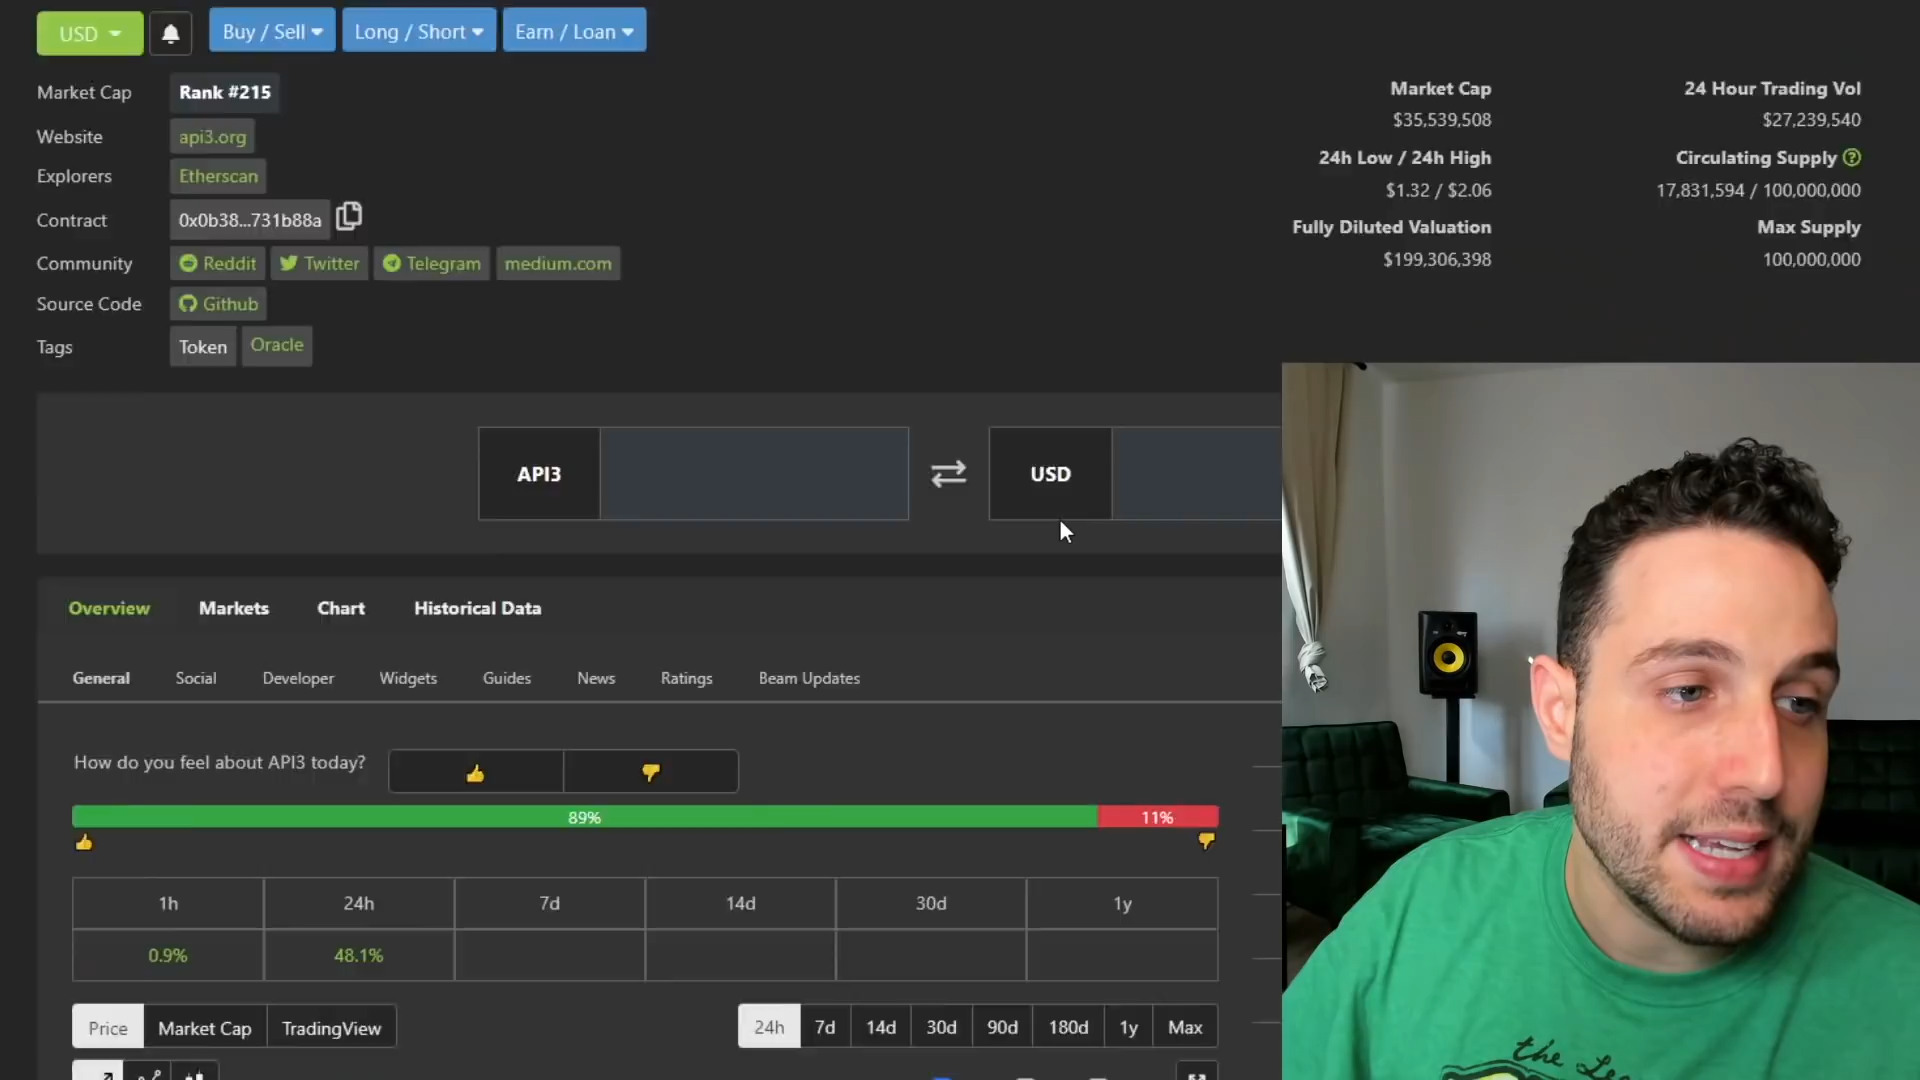 USD
Buy / Sell
Long / Short
Earn / Loan
Market Cap
Rank #215
Website
api3.org
Explorers
Etherscan
Contract
0x0b38...731b88a
Community
Reddit
Twitter
Telegram
medium.com
Source Code
Github
Tags
Token
Oracle
Market Cap
$35,539,508
24 Hour Trading Vol
$27,239,540
24h Low / 24h High
$1.32 / $2.06
Circulating Supply
17,831,594 / 100,000,000
Fully Diluted Valuation
$199,306,398
Max Supply
100,000,000
API3
USD
Overview
Markets
Chart
Historical Data
General
Social
Developer
Widgets
Guides
News
Ratings
Beam Updates
How do you feel about API3 today?
89%
11%
1h
24h
7d
14d
30d
1y
0.9%
48.1%
Price
Market Cap
TradingView
24h
7d
14d
30d
90d
180d
1y
Max
the